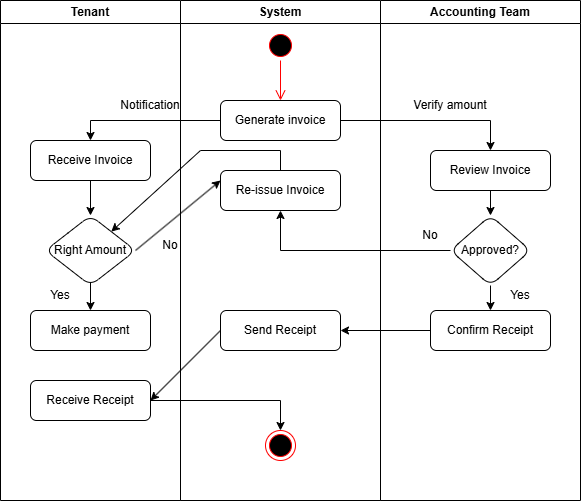 Tenant
System
Accounting Team
Notification
Generate invoice
Verify amount
Receive Invoice
Re-issue Invoice
Review Invoice
Right Amount
No
No
Approved?
Yes
Yes
Make payment
Send Receipt
Confirm Receipt
Receive Receipt